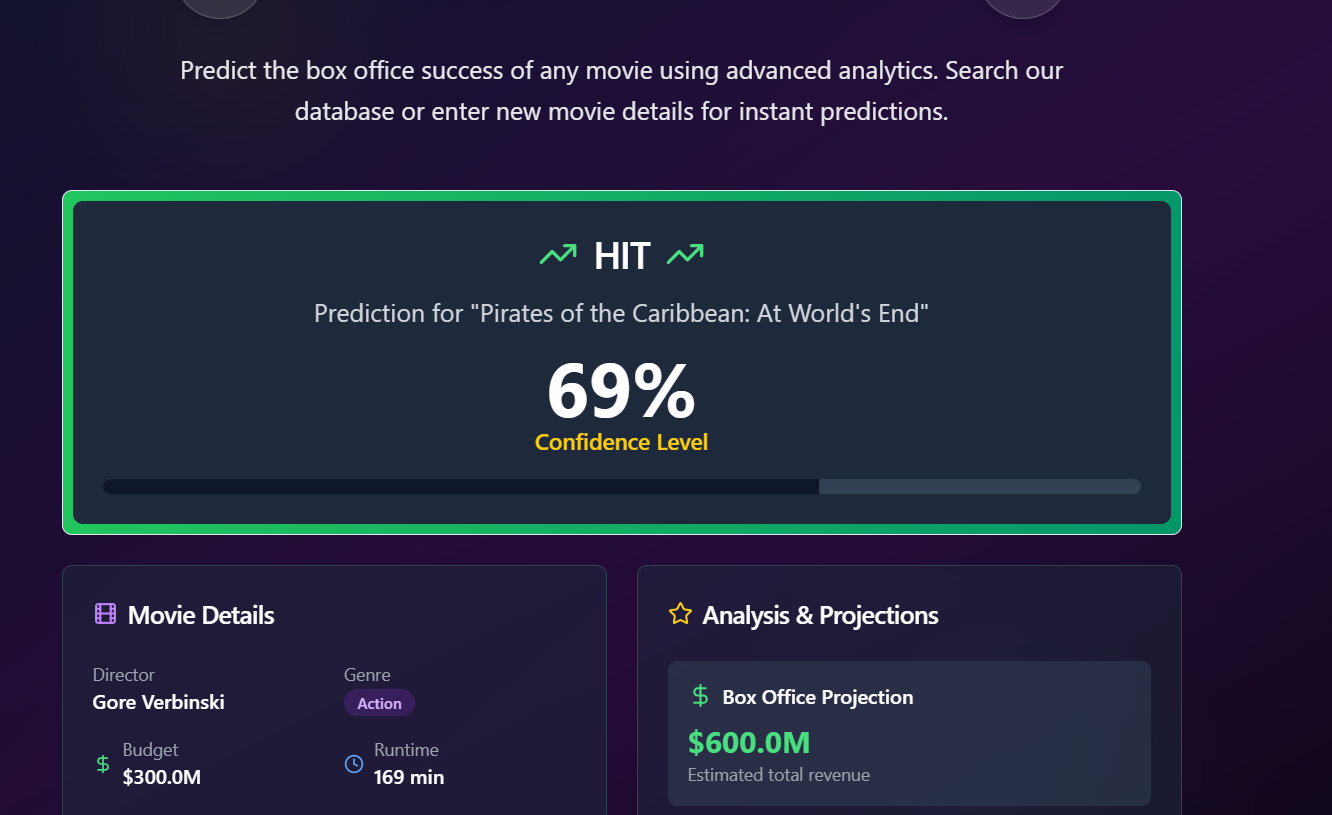 Predict the box office success of any movie using advanced analytics. Search our
database or enter new movie details for instant predictions.
HIT
Prediction for "Pirates of the Caribbean: At World's End"
69%
Confidence Level
Movie Details
Director
Gore Verbinski
Genre
Action
Budget
$300.0M
Runtime
169 min
Analysis & Projections
Box Office Projection
$600.0M
Estimated total revenue